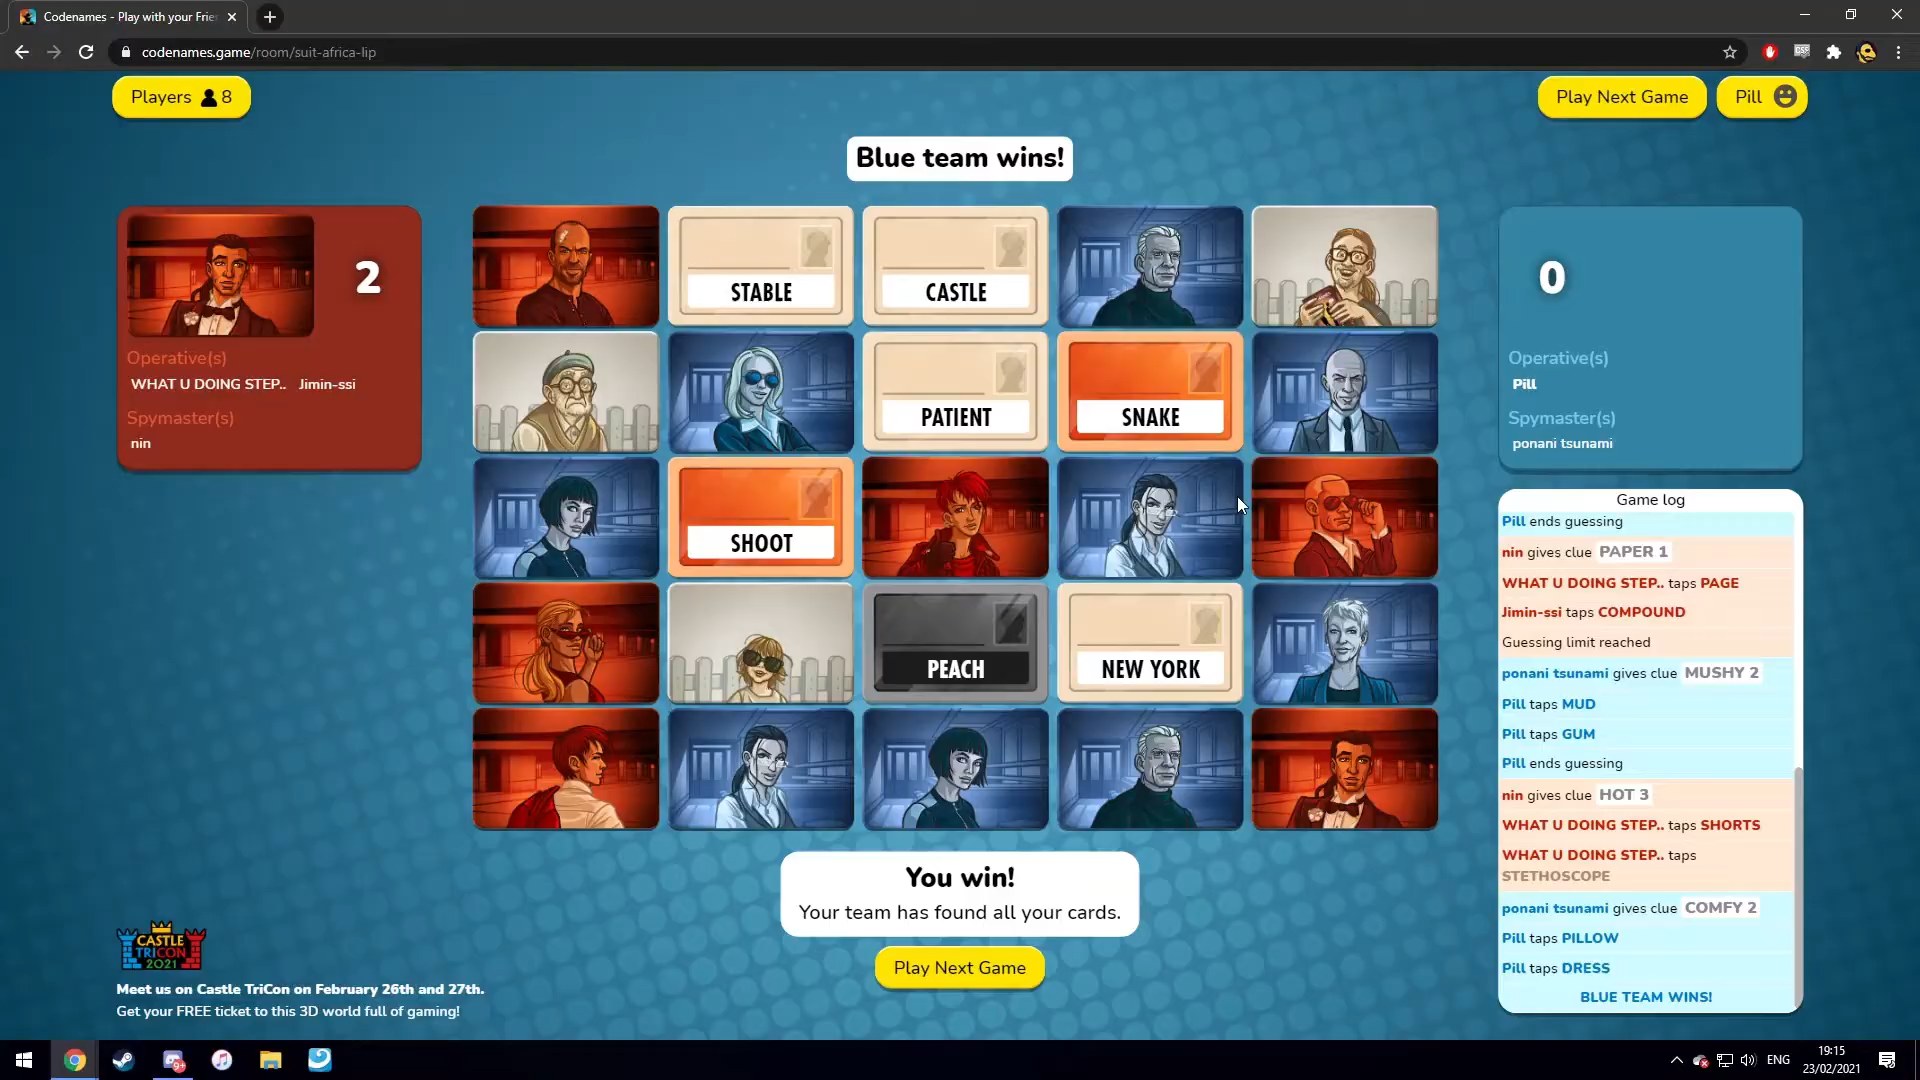 Codenames - Play with your Frie
codenames.game/room/suit-africa-lip
Players 8
Play Next Game
Pill
Blue team wins!
2
Operative(s)
WHAT U DOING STEP.. Jimin-ssi
Spymaster(s)
nin
STABLE
CASTLE
PATIENT
SNAKE
SHOOT
PEACH
NEW YORK
0
Operative(s)
Pill
Spymaster(s)
ponani tsunami
Game log
Pill ends guessing
nin gives clue PAPER 1
WHAT U DOING STEP.. taps PAGE
Jimin-ssi taps COMPOUND
Guessing limit reached
ponani tsunami gives clue MUSHY 2
Pill taps MUD
Pill taps GUM
Pill ends guessing
nin gives clue HOT 3
WHAT U DOING STEP.. taps SHORTS
WHAT U DOING STEP.. taps
STETHOSCOPE
ponani tsunami gives clue COMFY 2
Pill taps PILLOW
Pill taps DRESS
BLUE TEAM WINS!
You win!
Your team has found all your cards.
Play Next Game
CASTLE
TRICON
2021
Meet us on Castle TriCon on February 26th and 27th.
Get your FREE ticket to this 3D world full of gaming!
9+
ENG
19:15
23/02/2021